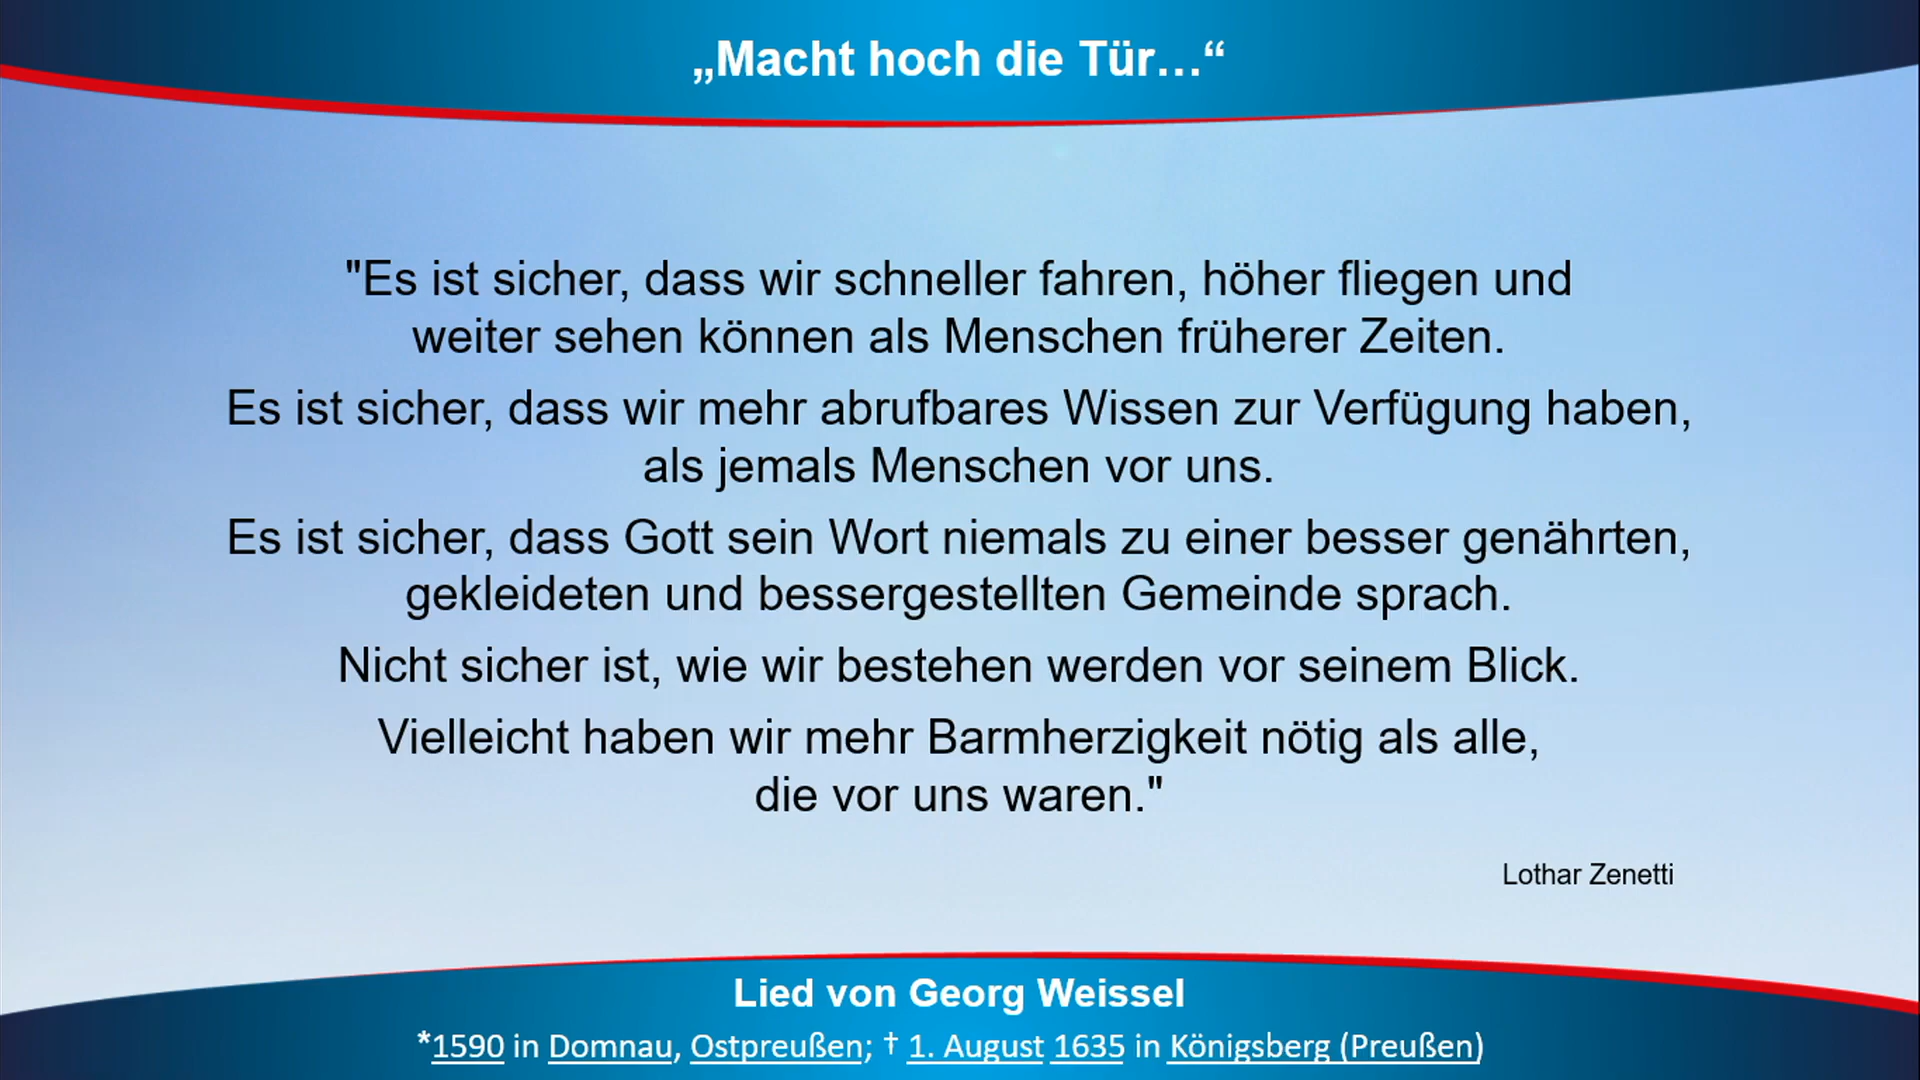 „Macht hoch die Tür…“
"Es ist sicher, dass wir schneller fahren, höher fliegen und
weiter sehen können als Menschen früherer Zeiten.
Es ist sicher, dass wir mehr abrufbares Wissen zur Verfügung haben,
als jemals Menschen vor uns.
Es ist sicher, dass Gott sein Wort niemals zu einer besser genährten,
gekleideten und bessergestellten Gemeinde sprach.
Nicht sicher ist, wie wir bestehen werden vor seinem Blick.
Vielleicht haben wir mehr Barmherzigkeit nötig als alle,
die vor uns waren."
Lothar Zenetti
Lied von Georg Weissel
*1590 in Domnau, Ostpreußen; † 1. August 1635 in Königsberg (Preußen)